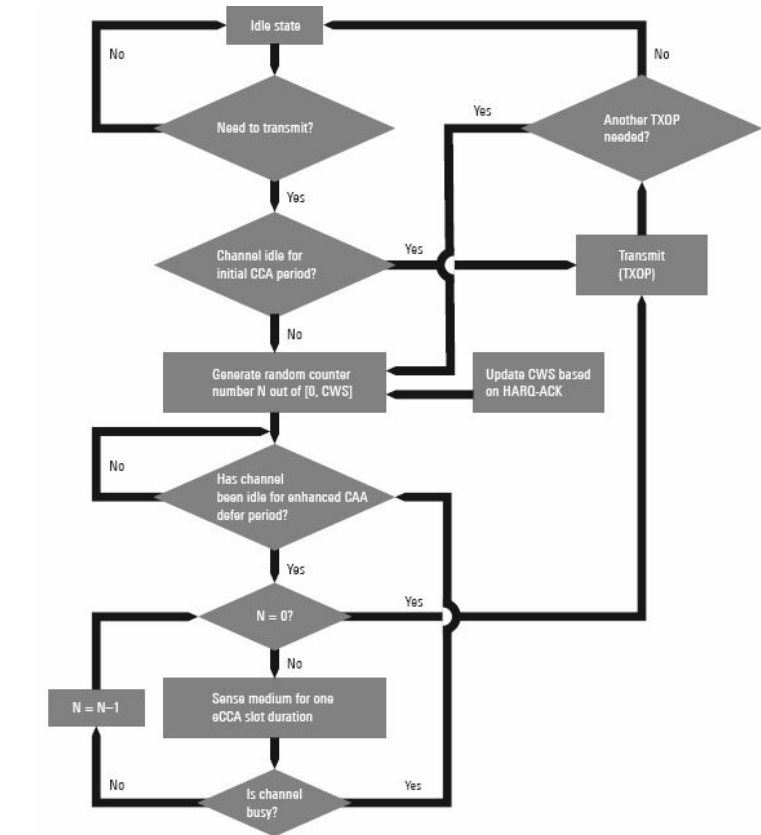 Idle state
No
No
Need to transmit?
Yes
Another TXOP
needed?
Yes
Channel idle for
initial CCA period?
Yes
Transmit
(TXOP)
No
Generate random counter
number N out of [0, CWS]
Update CWS based
on HARQ-ACK
No
Has channel
been idle for enhanced CAA
defer period?
Yes
N = 0?
Yes
No
N = N–1
Sense medium for one
eCCA slot duration
No
Is channel
busy?
Yes